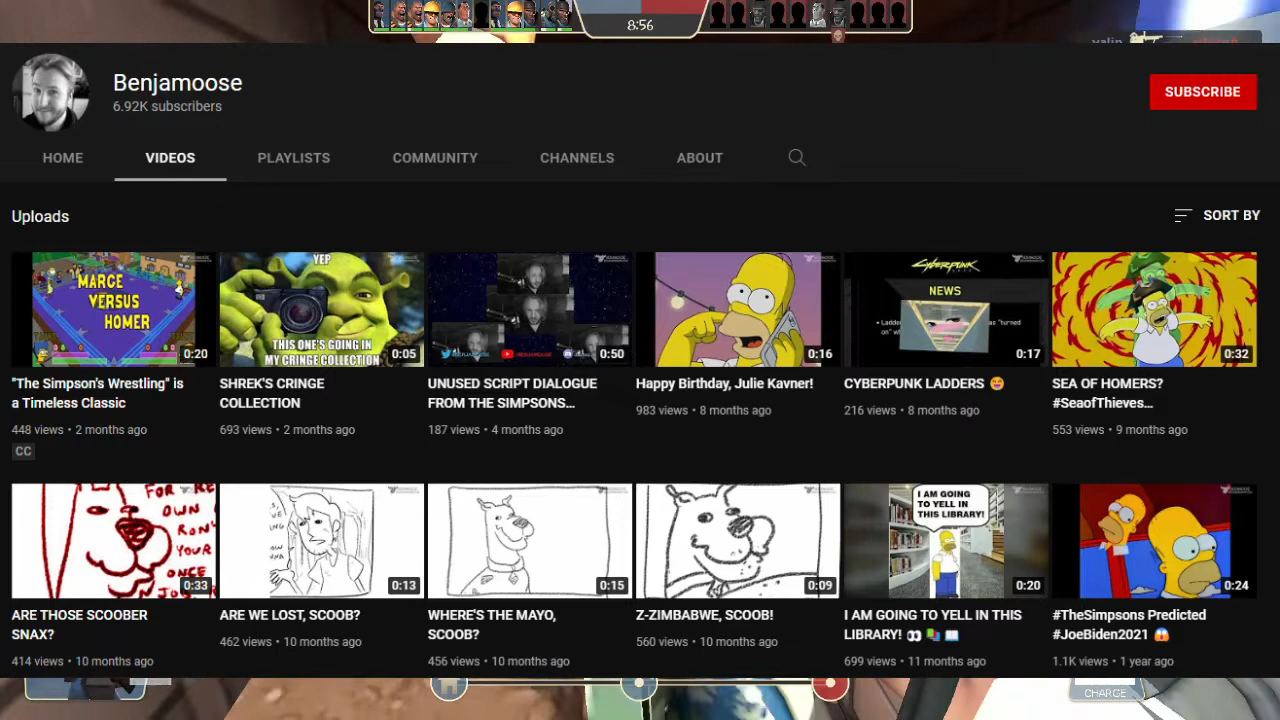 8:56
Benjamoose
6.92K subscribers
SUBSCRIBE
HOME VIDEOS PLAYLISTS COMMUNITY CHANNELS ABOUT
Uploads
SORT BY
MARGE
VERSUS
HOMER
0:20
"The Simpson's Wrestling" is
a Timeless Classic
448 views • 2 months ago
CC
YEP
THIS ONE'S GOING IN
MY CRINGE COLLECTION
0:05
SHREK'S CRINGE
COLLECTION
693 views • 2 months ago
0:50
UNUSED SCRIPT DIALOGUE
FROM THE SIMPSONS...
187 views • 4 months ago
0:16
Happy Birthday, Julie Kavner!
983 views • 8 months ago
CYBERPUNK
NEWS
0:17
CYBERPUNK LADDERS 🤩
216 views • 8 months ago
0:32
SEA OF HOMERS?
#SeaofThieves...
553 views • 9 months ago
FOR RE
OWN
RON
YOUR
ONCE
0:33
ARE THOSE SCOOBER
SNAX?
414 views • 10 months ago
0:13
ARE WE LOST, SCOOB?
462 views • 10 months ago
0:15
WHERE'S THE MAYO,
SCOOB?
456 views • 10 months ago
0:09
Z-ZIMBABWE, SCOOB!
560 views • 10 months ago
I AM GOING
TO YELL IN
THIS LIBRARY!
0:20
I AM GOING TO YELL IN THIS
LIBRARY! 👀 📚 📖
699 views • 11 months ago
0:24
#TheSimpsons Predicted
#JoeBiden2021 😱
1.1K views • 1 year ago
CHARGE